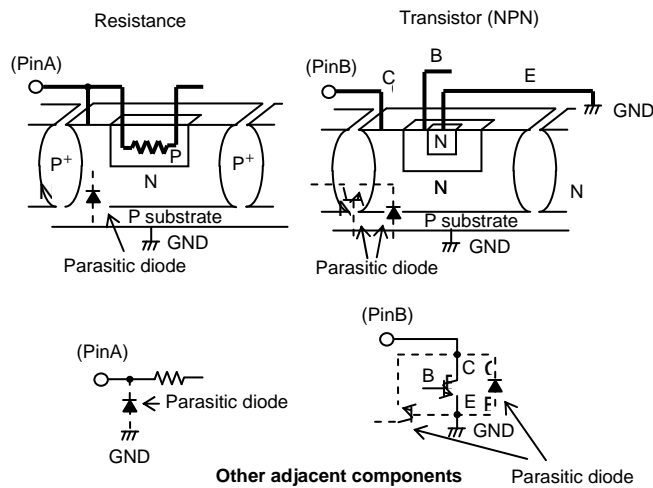 Resistance
Transistor (NPN)
(PinA)
P+
P
P+
N
P substrate
GND
Parasitic diode
(PinB)
C
B
E
GND
N
N
N
P substrate
GND
Parasitic diode
(PinA)
Parasitic diode
GND
(PinB)
B
C
E
GND
Other adjacent components
Parasitic diode